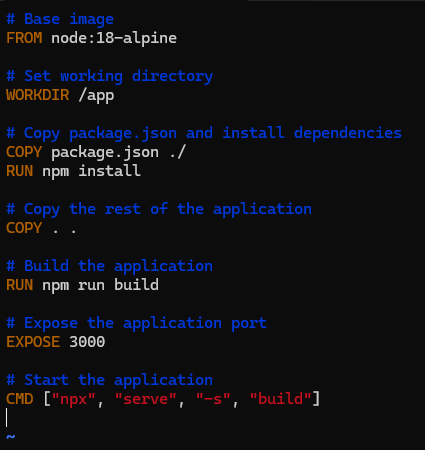 # Base image
FROM node:18-alpine
# Set working directory
WORKDIR /app
# Copy package.json and install dependencies
COPY package.json ./
RUN npm install
# Copy the rest of the application
COPY . .
# Build the application
RUN npm run build
# Expose the application port
EXPOSE 3000
# Start the application
CMD ["npx", "serve", "-s", "build"]
~